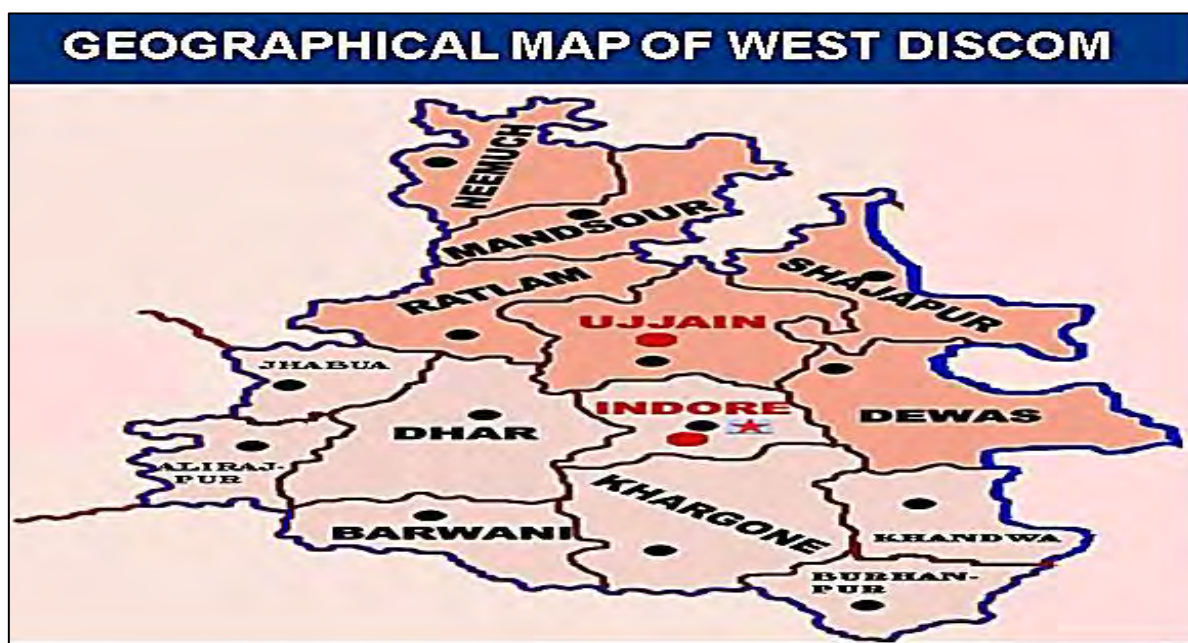 GEOGRAPHICAL MAP OF WEST DISCOM
NEEMUCH
MANDSOUR
RATLAM
SHAJAPUR
UJJAIN
JHABUA
INDORE
DEWAS
DHAR
ALIRAJ-
PUR
KHARGONE
BARWANI
KHANDWA
BURHAN-
PUR